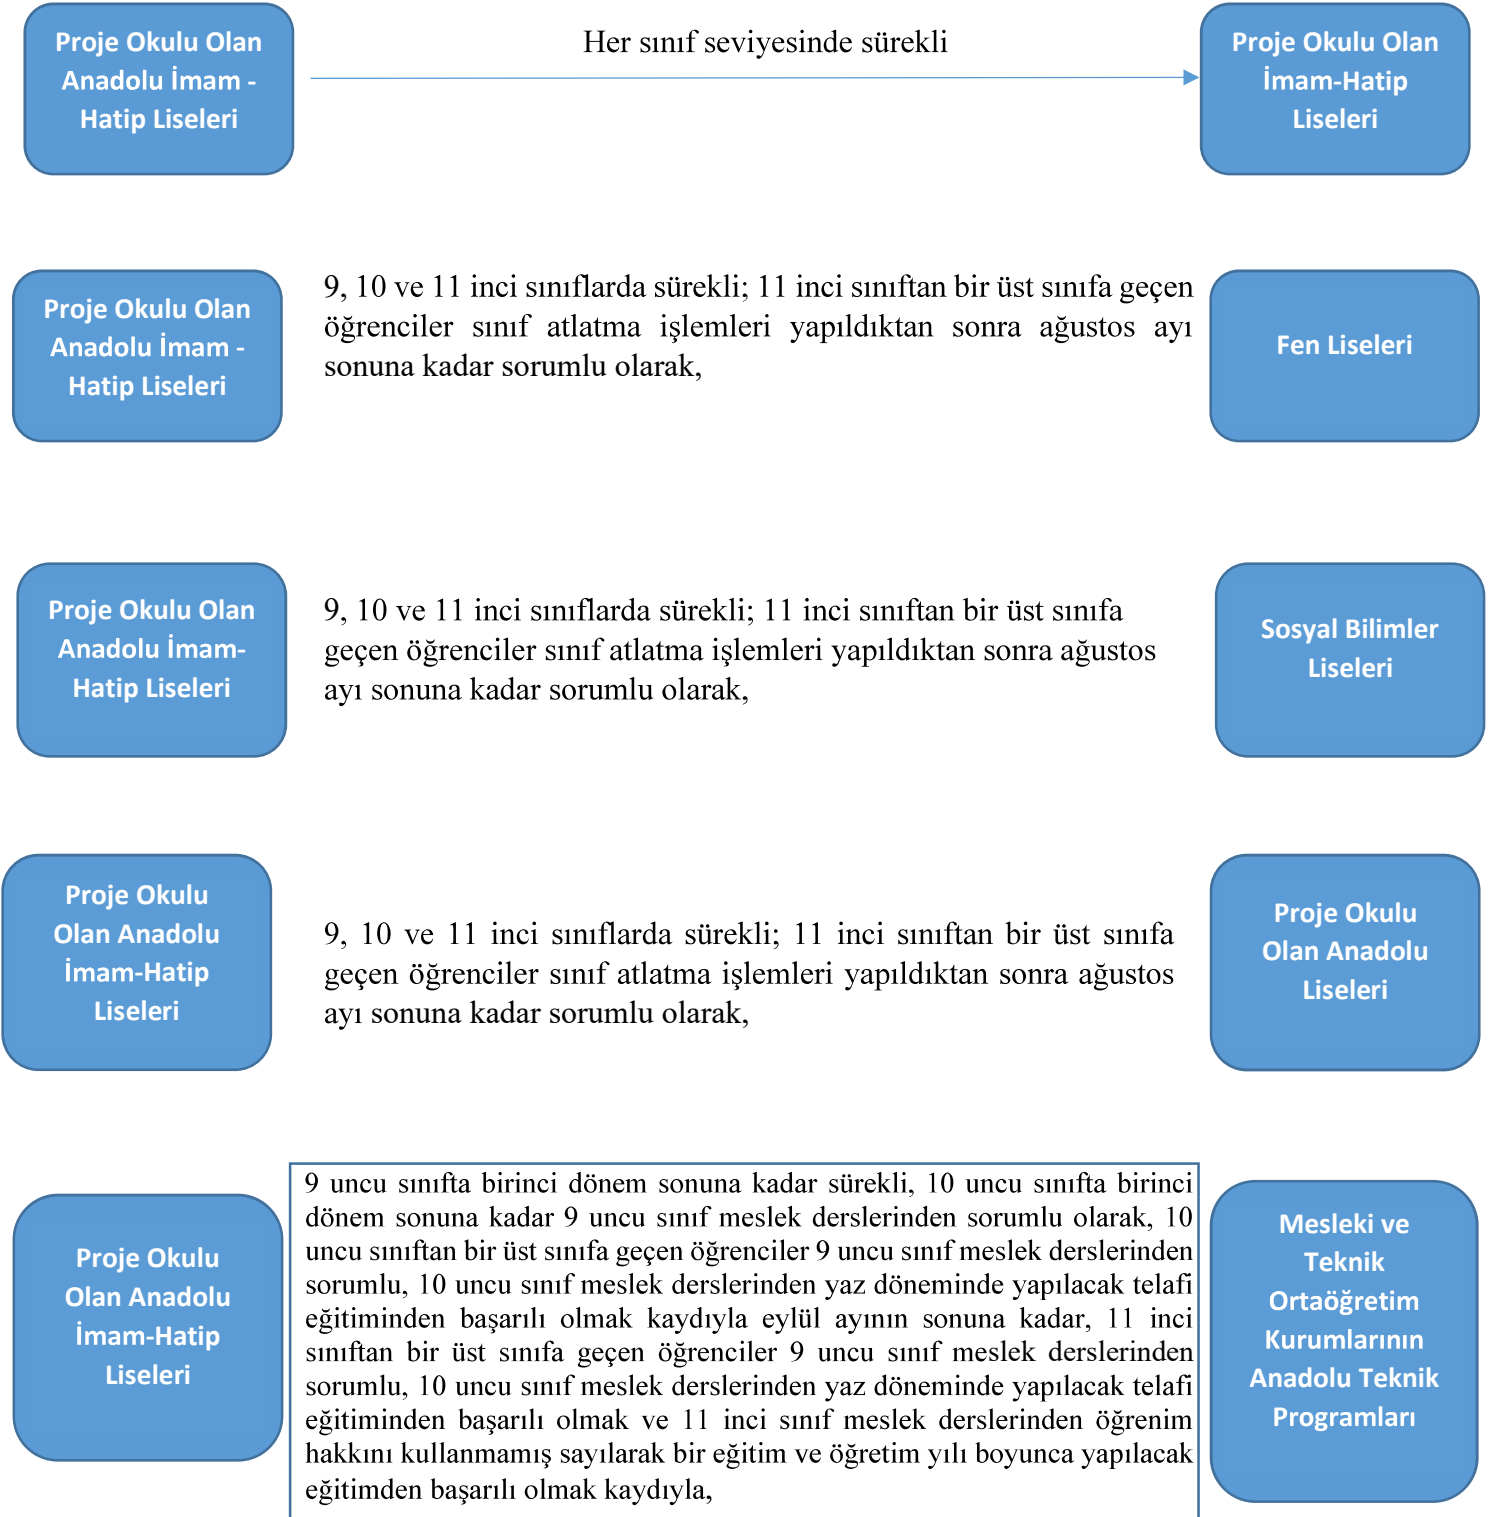 Proje Okulu Olan
Anadolu İmam -
Hatip Liseleri
Her sınıf seviyesinde sürekli
Proje Okulu Olan
İmam-Hatip
Liseleri
Proje Okulu Olan
Anadolu İmam -
Hatip Liseleri
9, 10 ve 11 inci sınıflarda sürekli; 11 inci sınıftan bir üst sınıfa geçen
öğrenciler sınıf atlatma işlemleri yapıldıktan sonra ağustos ayı
sonuna kadar sorumlu olarak,
Fen Liseleri
Proje Okulu Olan
Anadolu İmam-
Hatip Liseleri
9, 10 ve 11 inci sınıflarda sürekli; 11 inci sınıftan bir üst sınıfa
geçen öğrenciler sınıf atlatma işlemleri yapıldıktan sonra ağustos
ayı sonuna kadar sorumlu olarak,
Sosyal Bilimler
Liseleri
Proje Okulu
Olan Anadolu
İmam-Hatip
Liseleri
9, 10 ve 11 inci sınıflarda sürekli; 11 inci sınıftan bir üst sınıfa
geçen öğrenciler sınıf atlatma işlemleri yapıldıktan sonra ağustos
ayı sonuna kadar sorumlu olarak,
Proje Okulu
Olan Anadolu
Liseleri
Proje Okulu
Olan Anadolu
İmam-Hatip
Liseleri
9 uncu sınıfta birinci dönem sonuna kadar sürekli, 10 uncu sınıfta birinci
dönem sonuna kadar 9 uncu sınıf meslek derslerinden sorumlu olarak, 10
uncu sınıftan bir üst sınıfa geçen öğrenciler 9 uncu sınıf meslek derslerinden
sorumlu, 10 uncu sınıf meslek derslerinden yaz döneminde yapılacak telafi
eğitiminden başarılı olmak kaydıyla eylül ayının sonuna kadar, 11 inci
sınıftan bir üst sınıfa geçen öğrenciler 9 uncu sınıf meslek derslerinden
sorumlu, 10 uncu sınıf meslek derslerinden yaz döneminde yapılacak telafi
eğitiminden başarılı olmak ve 11 inci sınıf meslek derslerinden öğrenim
hakkını kullanmamış sayılarak bir eğitim ve öğretim yılı boyunca yapılacak
eğitimden başarılı olmak kaydıyla,
Mesleki ve
Teknik
Ortaöğretim
Kurumlarının
Anadolu Teknik
Programları